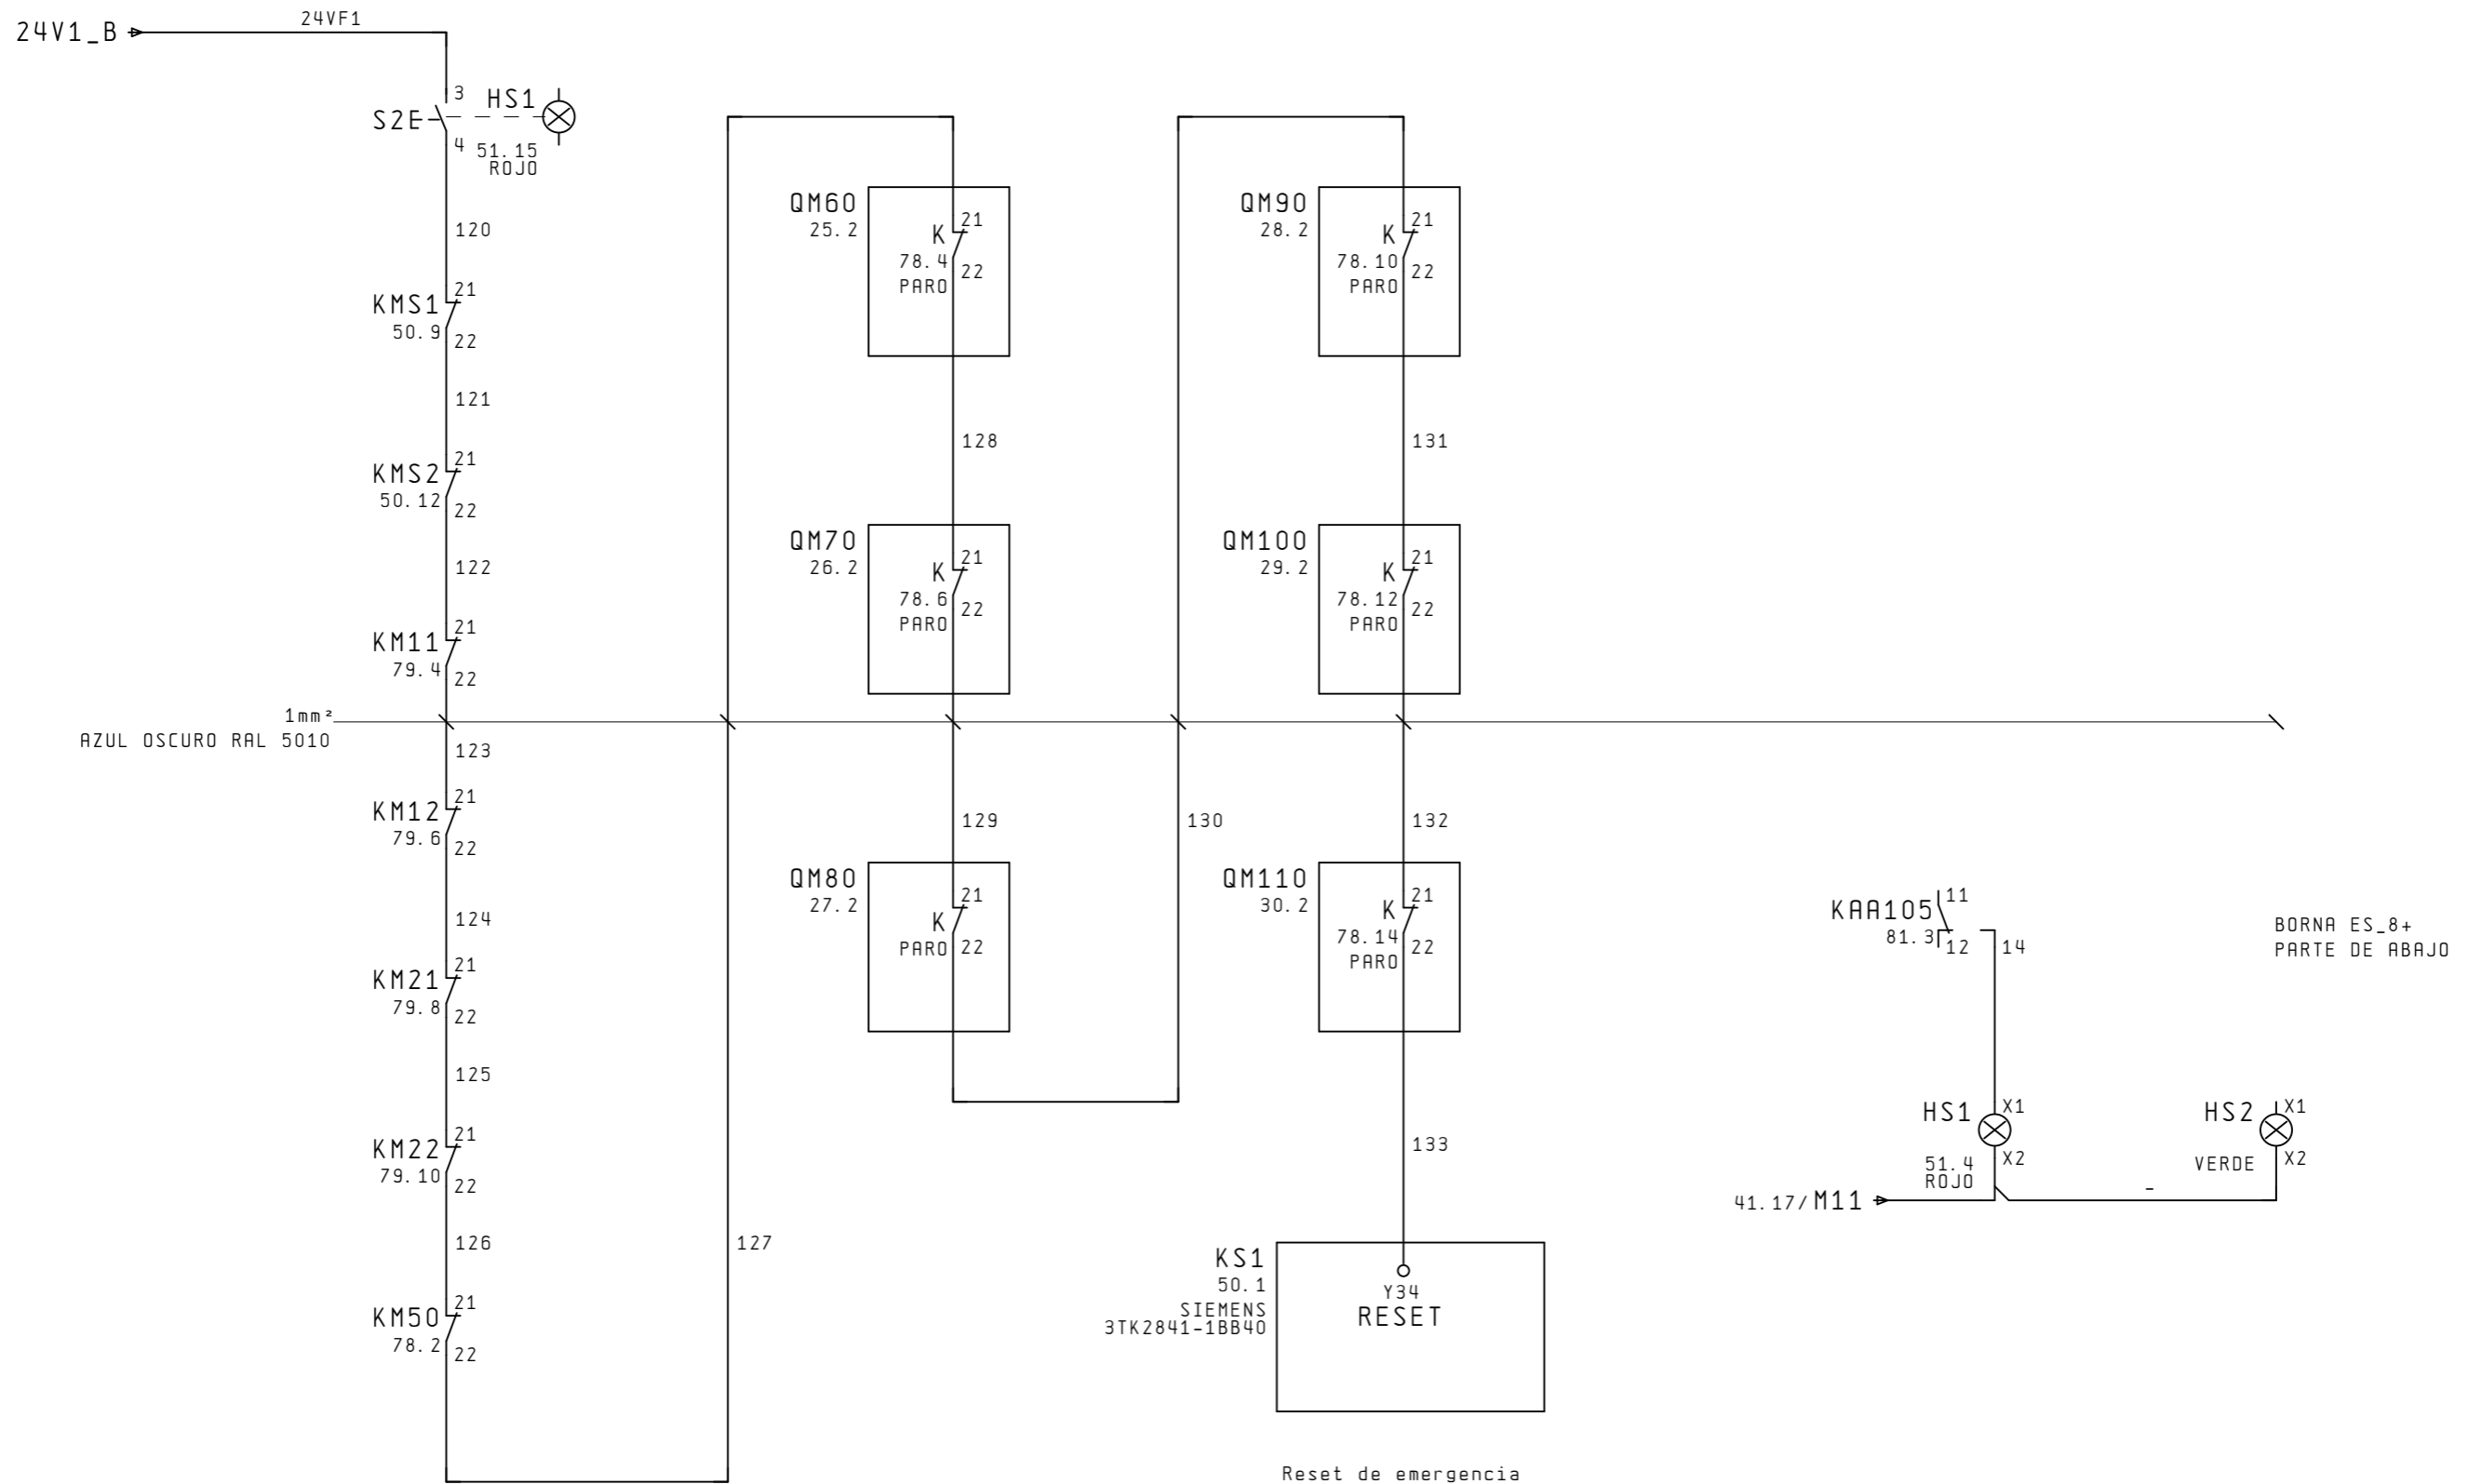 24V1_B
24VF1
S2E
3
4
HS1
51.15
ROJO
120
KMS1
50.9
21
22
121
KMS2
50.12
21
22
122
KM11
79.4
21
22
1mm²
AZUL OSCURO RAL 5010
123
KM12
79.6
21
22
124
KM21
79.8
21
22
125
KM22
79.10
21
22
126
KM50
78.2
21
22
127
QM60
25.2
K
78.4
PARO
21
22
128
QM70
26.2
K
78.6
PARO
21
22
129
QM80
27.2
K
PARO
21
22
130
QM90
28.2
K
78.10
PARO
21
22
131
QM100
29.2
K
78.12
PARO
21
22
132
QM110
30.2
K
78.14
PARO
21
22
133
KS1
50.1
SIEMENS
3TK2841-1BB40
Y34
RESET
Reset de emergencia
KAA105
81.3
11
12
14
BORNA ES_8+
PARTE DE ABAJO
HS1
51.4
ROJO
X1
X2
HS2
VERDE
X1
X2
41.17/M11
-